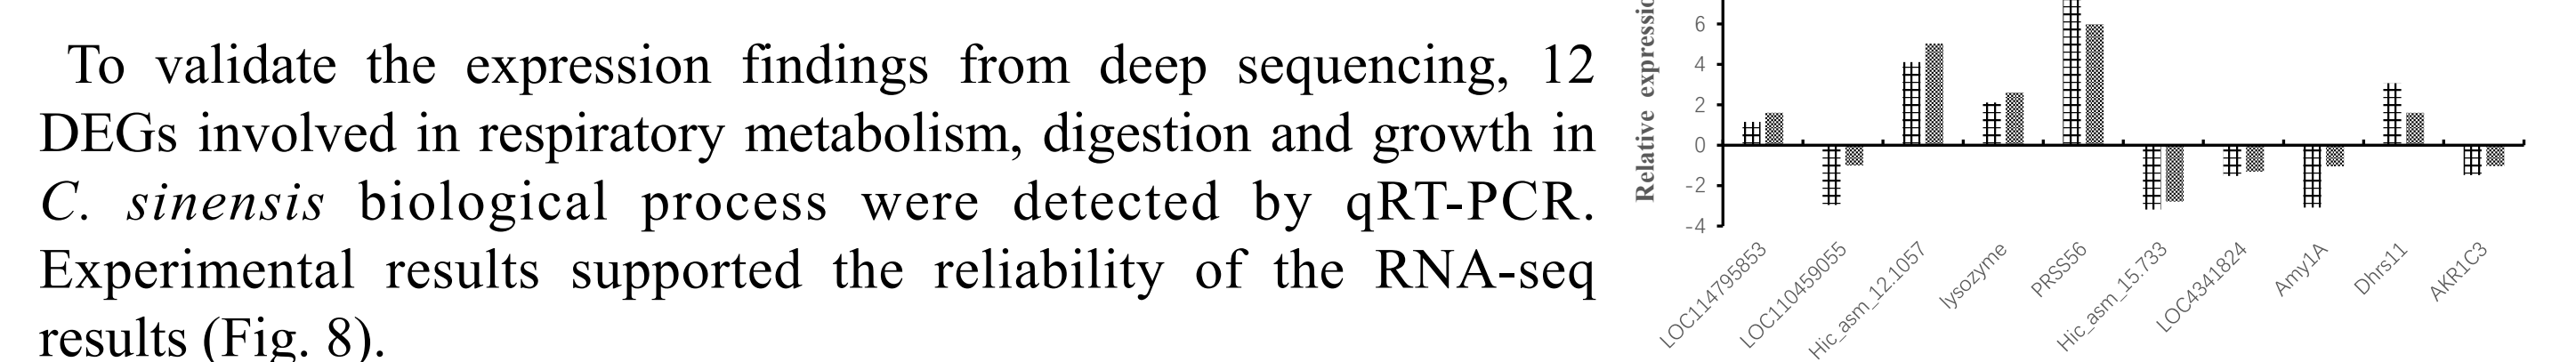 To validate the expression findings from deep sequencing, 12
DEGs involved in respiratory metabolism, digestion and growth in
C. sinensis biological process were detected by qRT-PCR.
Experimental results supported the reliability of the RNA-seq
results (Fig. 8).
Relative
6
4
2
0
-2
-4
LOC114795853
LOC110459055
Hic_asm_12.1057
lysozyme
PRSS56
Hic_asm_15.733
LOC4341824
Amy1A
Dhrs11
AKR1C3